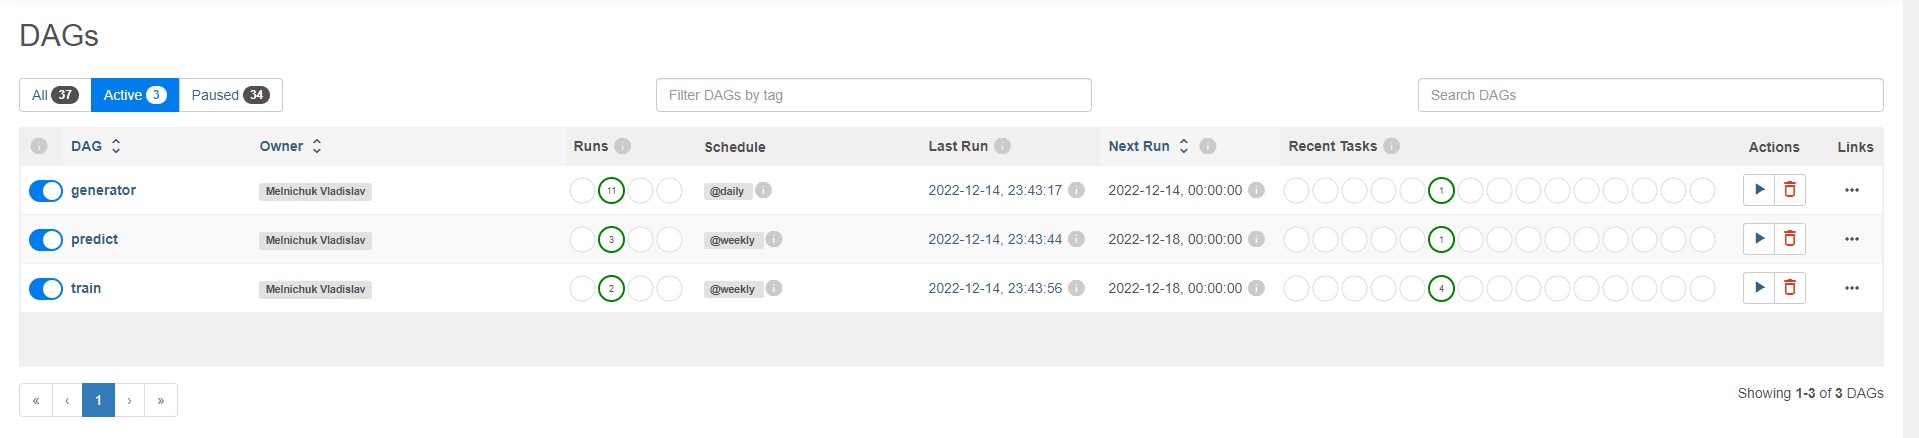 DAGs
All 37 Active 3 Paused 34 Filter DAGs by tag Search DAGs
i DAG Owner Runs i Schedule Last Run i Next Run i Recent Tasks i Actions Links
generator Melnichuk Vladislav 11 @daily i 2022-12-14, 23:43:17 i 2022-12-14, 00:00:00 i 1 ...
predict Melnichuk Vladislav 3 @weekly i 2022-12-14, 23:43:44 i 2022-12-18, 00:00:00 i 1 ...
train Melnichuk Vladislav 2 @weekly i 2022-12-14, 23:43:56 i 2022-12-18, 00:00:00 i 4 ...
« ‹ 1 › » Showing 1-3 of 3 DAGs